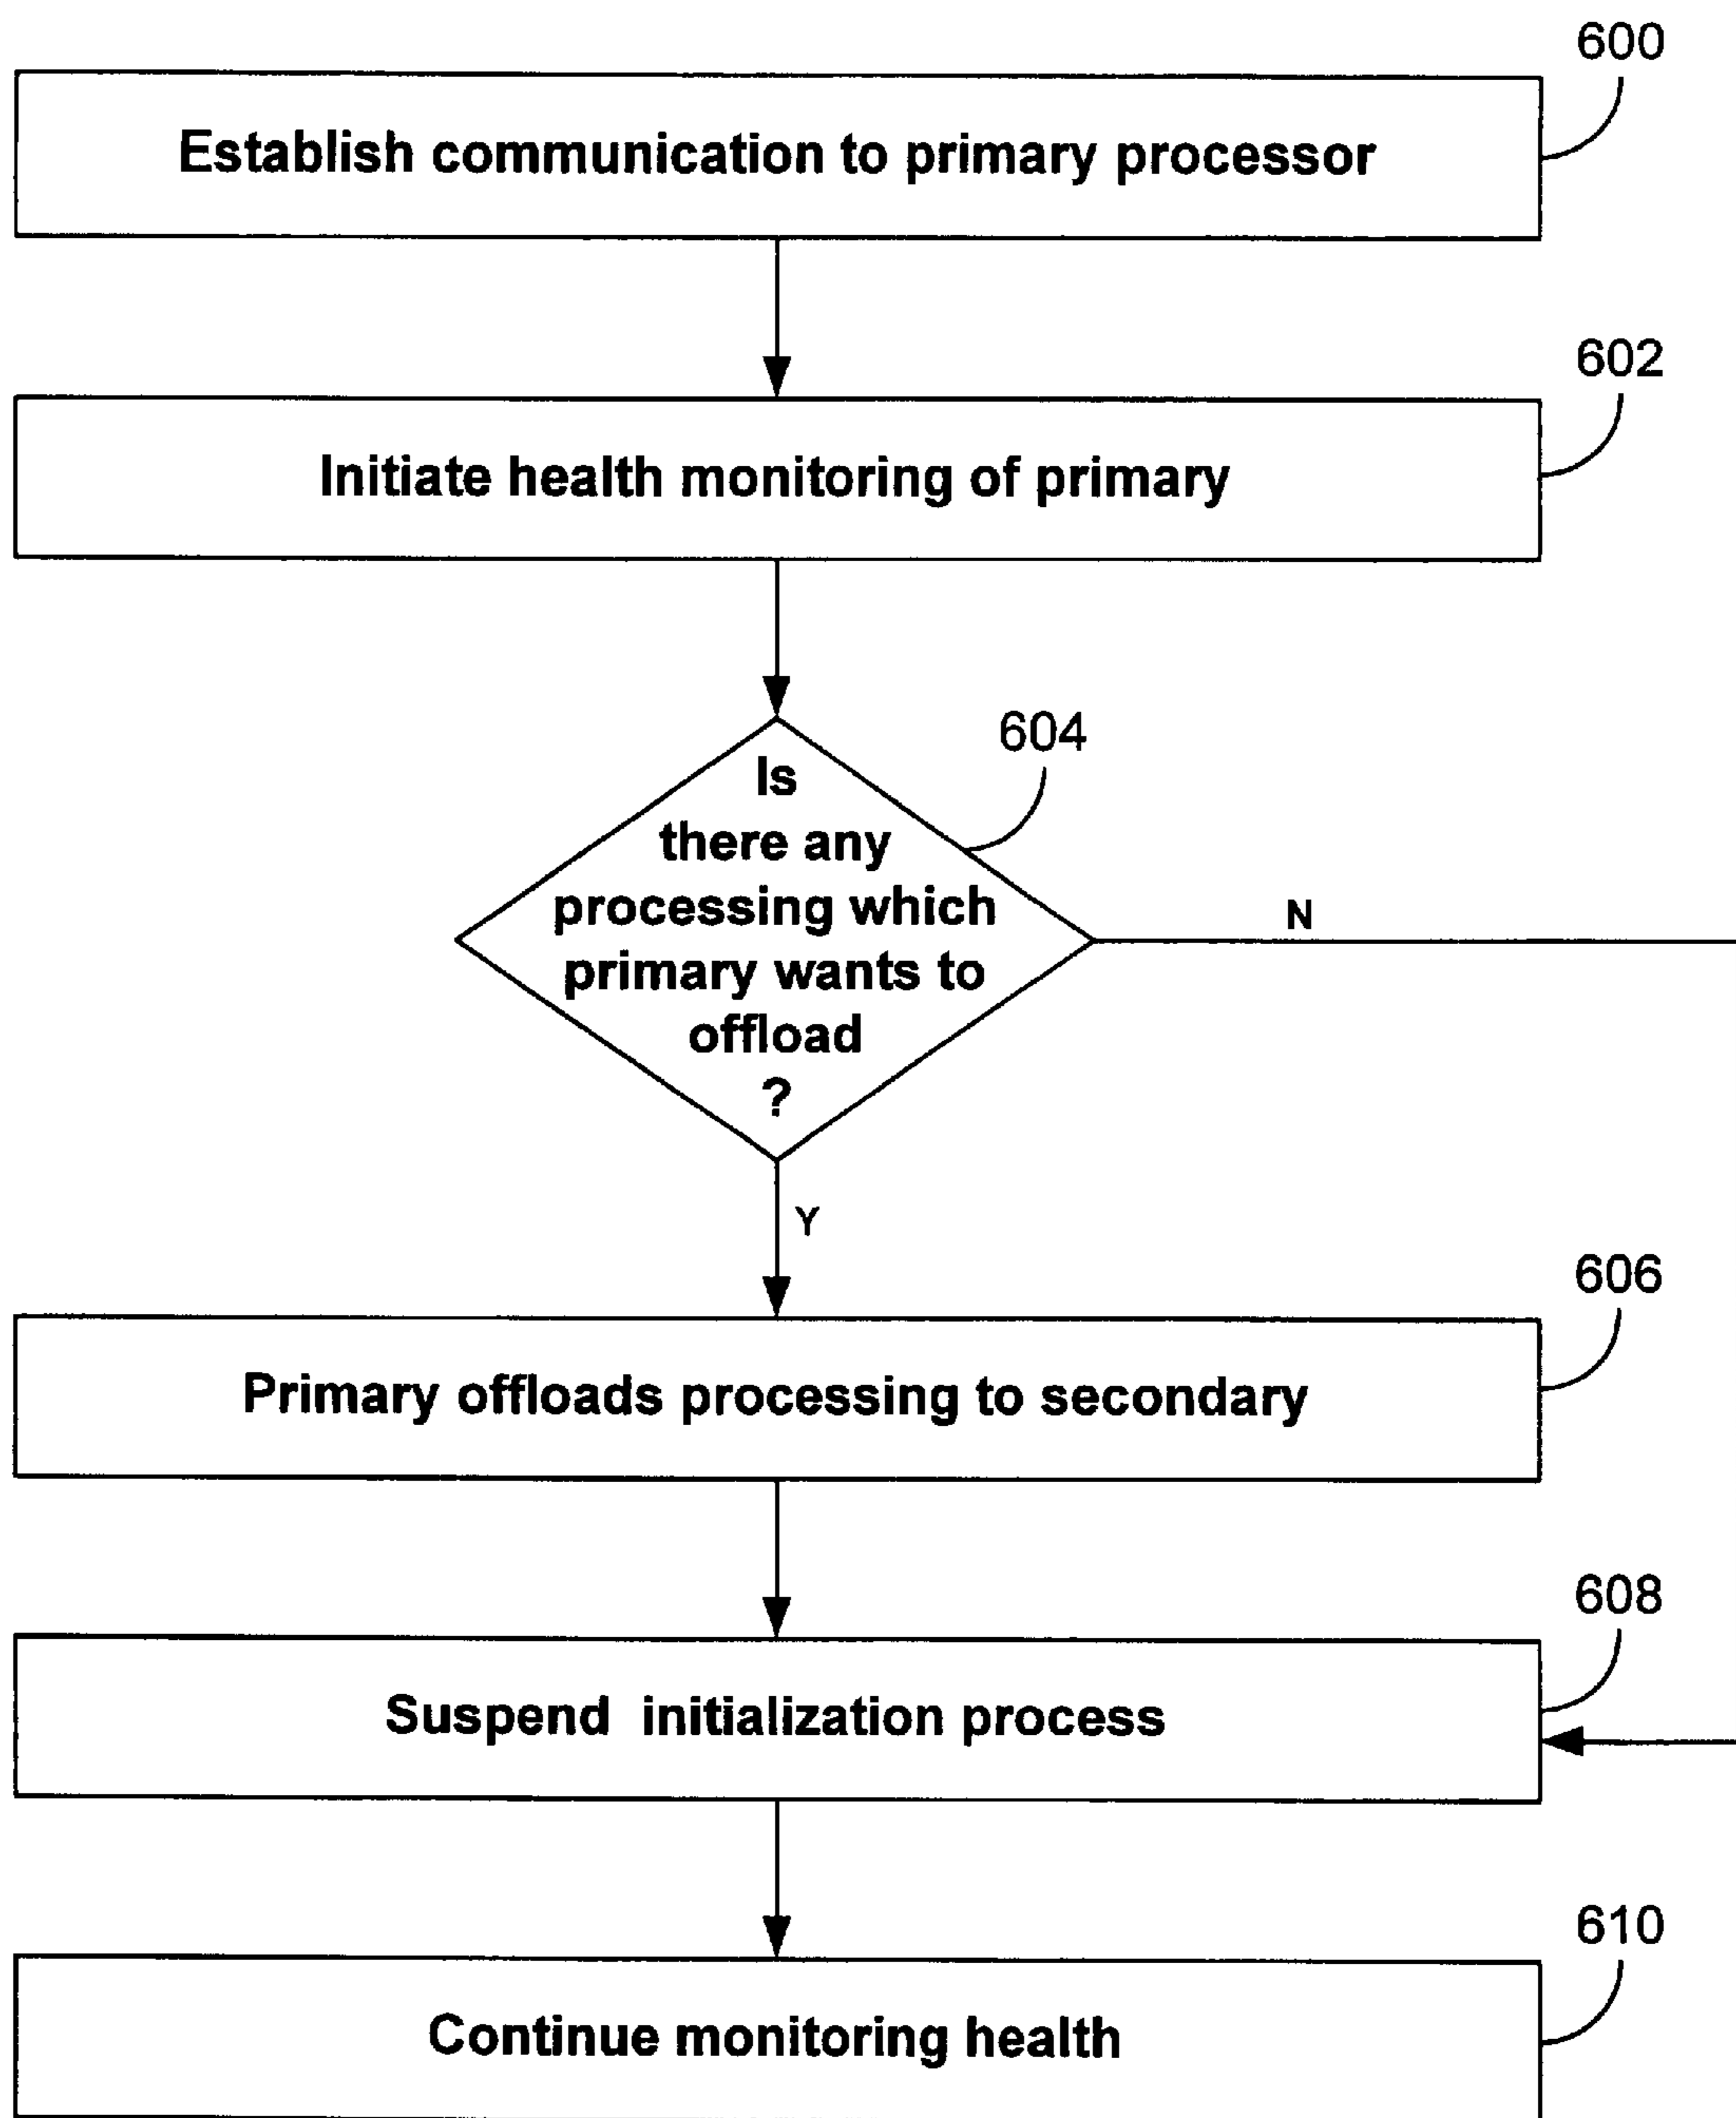 600
Establish communication to primary processor
602
Initiate health monitoring of primary
604
Is
there any
processing which
primary wants to
offload
?
N
Y
606
Primary offloads processing to secondary
608
Suspend initialization process
610
Continue monitoring health